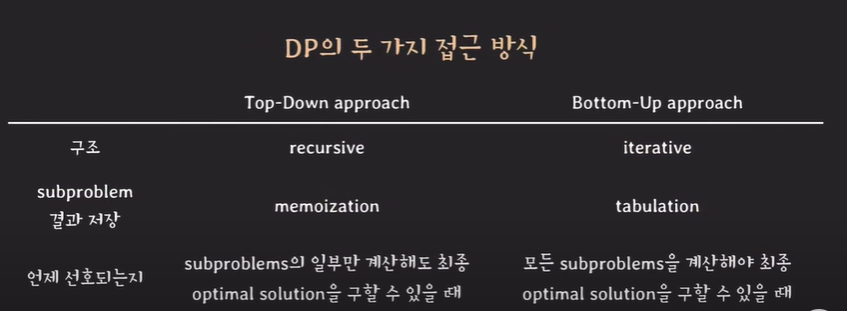 DP의 두 가지 접근 방식
Top-Down approach Bottom-Up approach
구조 recursive iterative
subproblem
결과 저장 memoization tabulation
언제 선호되는지
subproblems의 일부만 계산해도 최종
optimal solution을 구할 수 있을 때
모든 subproblems을 계산해야 최종
optimal solution을 구할 수 있을 때